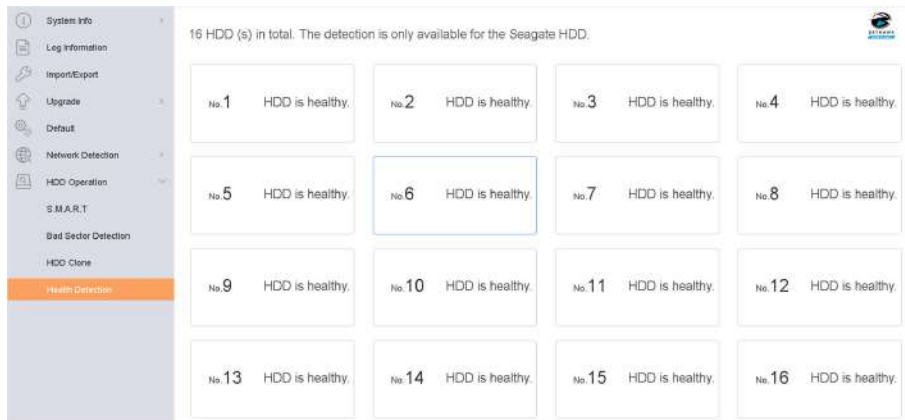 System Info
Log Information
Import/Export
Upgrade
Default
Network Detection
HDD Operation
S.M.A.R.T
Bad Sector Detection
HDD Clone
Health Detection
16 HDD (s) in total. The detection is only available for the Seagate HDD.
No.1 HDD is healthy. No.2 HDD is healthy. No.3 HDD is healthy. No.4 HDD is healthy.
No.5 HDD is healthy. No.6 HDD is healthy. No.7 HDD is healthy. No.8 HDD is healthy.
No.9 HDD is healthy. No.10 HDD is healthy. No.11 HDD is healthy. No.12 HDD is healthy.
No.13 HDD is healthy. No.14 HDD is healthy. No.15 HDD is healthy. No.16 HDD is healthy.